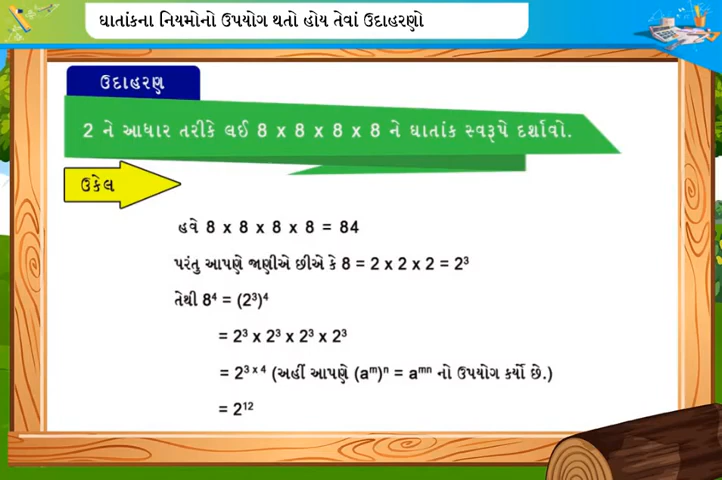 ઘાતાંકના નિયમોનો ઉપયોગ થતો હોય તેવાં ઉદાહરણો
ઉદાહરણ
2 ને આધાર તરીકે લઈ 8 x 8 x 8 x 8 ને ઘાતાંક સ્વરૂપે દર્શાવો.
ઉકેલ
હવે 8 x 8 x 8 x 8 = 84
પરંતુ આપણે જાણીએ છીએ કે 8 = 2 x 2 x 2 = 2³
તેથી 8⁴ = (2³)⁴
= 2³ x 2³ x 2³ x 2³
= 2³ ˣ ⁴ (અહીં આપણે (aᵐ)ⁿ = aᵐⁿ નો ઉપયોગ કર્યો છે.)
= 2¹²